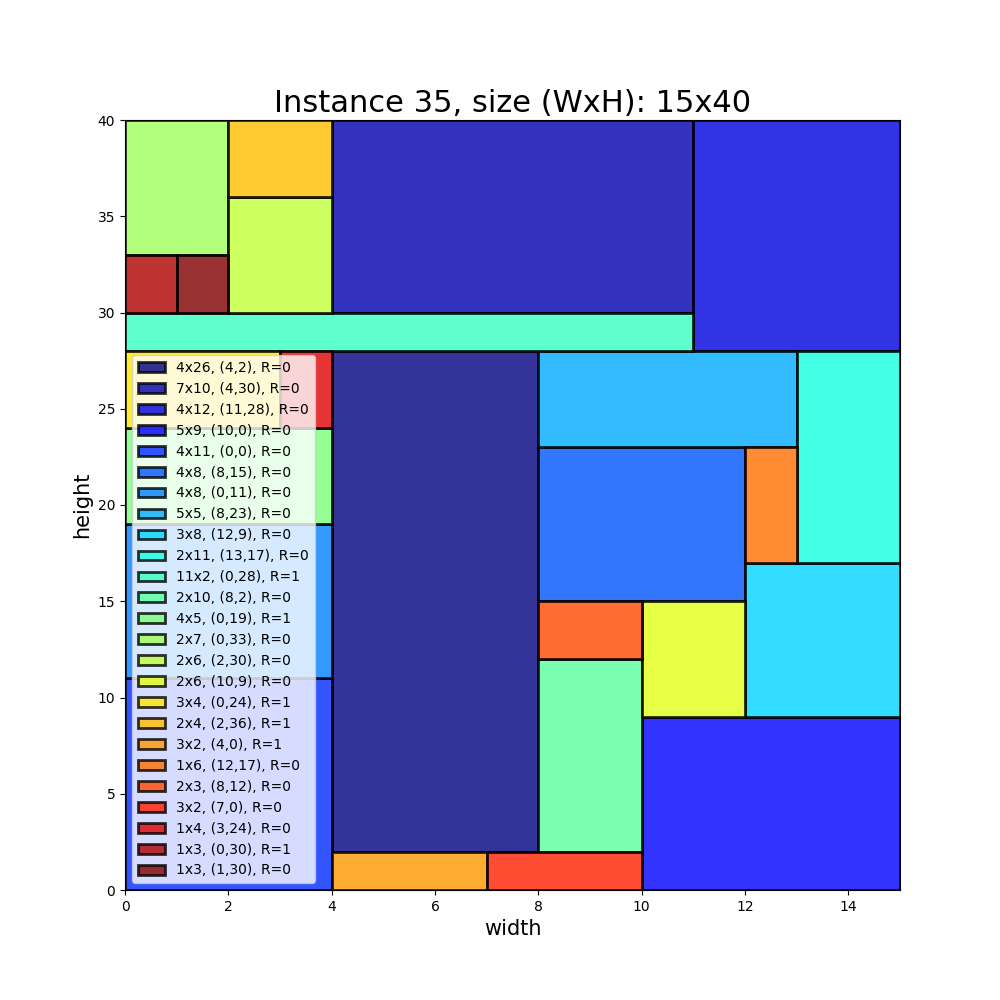 Instance 35, size (WxH): 15x40
40
35
30
25
20
15
10
5
0
height
4x26, (4,2), R=0
7x10, (4,30), R=0
4x12, (11,28), R=0
5x9, (10,0), R=0
4x11, (0,0), R=0
4x8, (8,15), R=0
4x8, (0,11), R=0
5x5, (8,23), R=0
3x8, (12,9), R=0
2x11, (13,17), R=0
11x2, (0,28), R=1
2x10, (8,2), R=0
4x5, (0,19), R=1
2x7, (0,33), R=0
2x6, (2,30), R=0
2x6, (10,9), R=0
3x4, (0,24), R=1
2x4, (2,36), R=1
3x2, (4,0), R=1
1x6, (12,17), R=0
2x3, (8,12), R=0
3x2, (7,0), R=0
1x4, (3,24), R=0
1x3, (0,30), R=1
1x3, (1,30), R=0
0 2 4 6 8 10 12 14
width